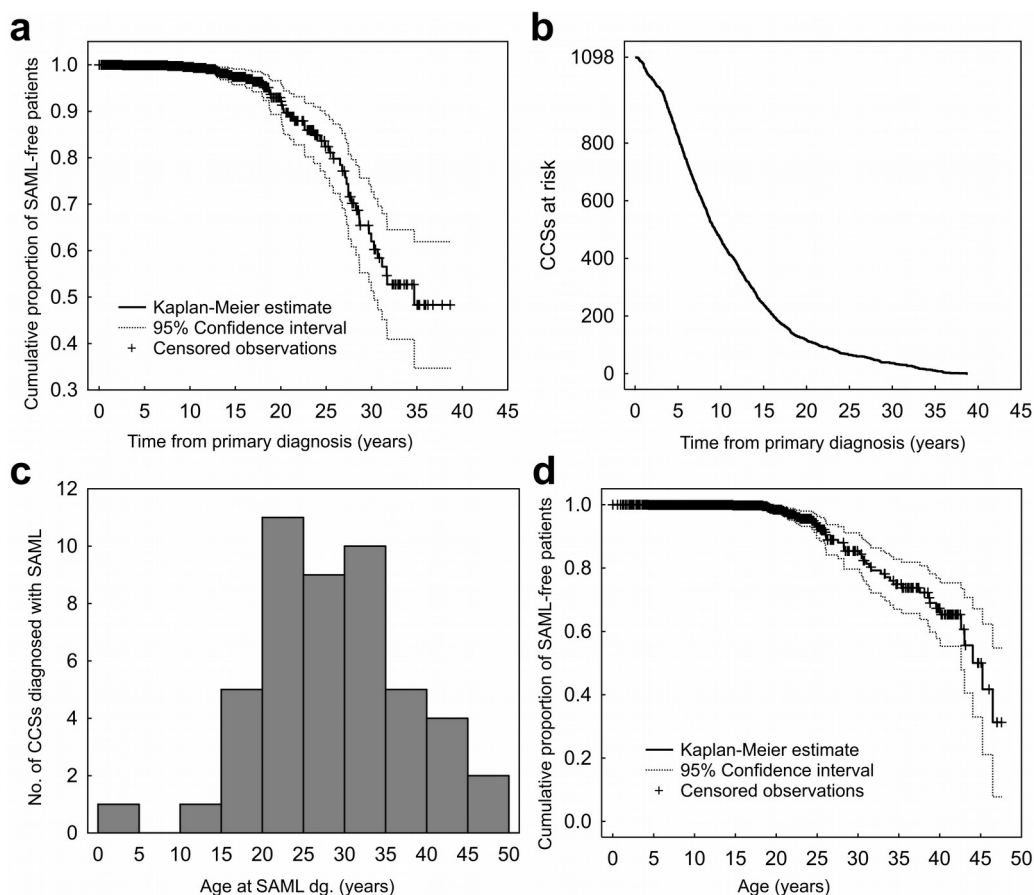 a
Cumulative proportion of SAML-free patients
1.0
0.9
0.8
0.7
0.6
0.5
0.4
0.3
Kaplan-Meier estimate
95% Confidence interval
Censored observations
0 5 10 15 20 25 30 35 40 45
Time from primary diagnosis (years)
b
CCSs at risk
1098
800
600
400
200
0
0 5 10 15 20 25 30 35 40 45
Time from primary diagnosis (years)
c
No. of CCSs diagnosed with SAML
12
10
8
6
4
2
0
0 5 10 15 20 25 30 35 40 45 50
Age at SAML dg. (years)
d
Cumulative proportion of SAML-free patients
1.0
0.8
0.6
0.4
0.2
0.0
Kaplan-Meier estimate
95% Confidence interval
Censored observations
0 5 10 15 20 25 30 35 40 45 50
Age (years)